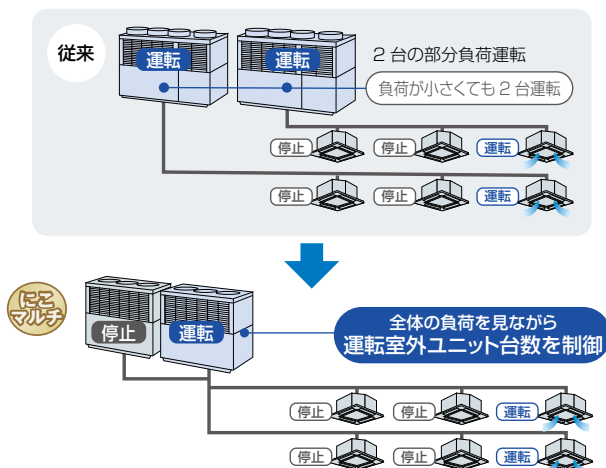 従来
運転
運転
2台の部分負荷運転
負荷が小さくても2台運転
停止
停止
運転
停止
停止
運転
にこ
マルチ
停止
運転
全体の負荷を見ながら
運転室外ユニット台数を制御
停止
停止
運転
停止
停止
運転